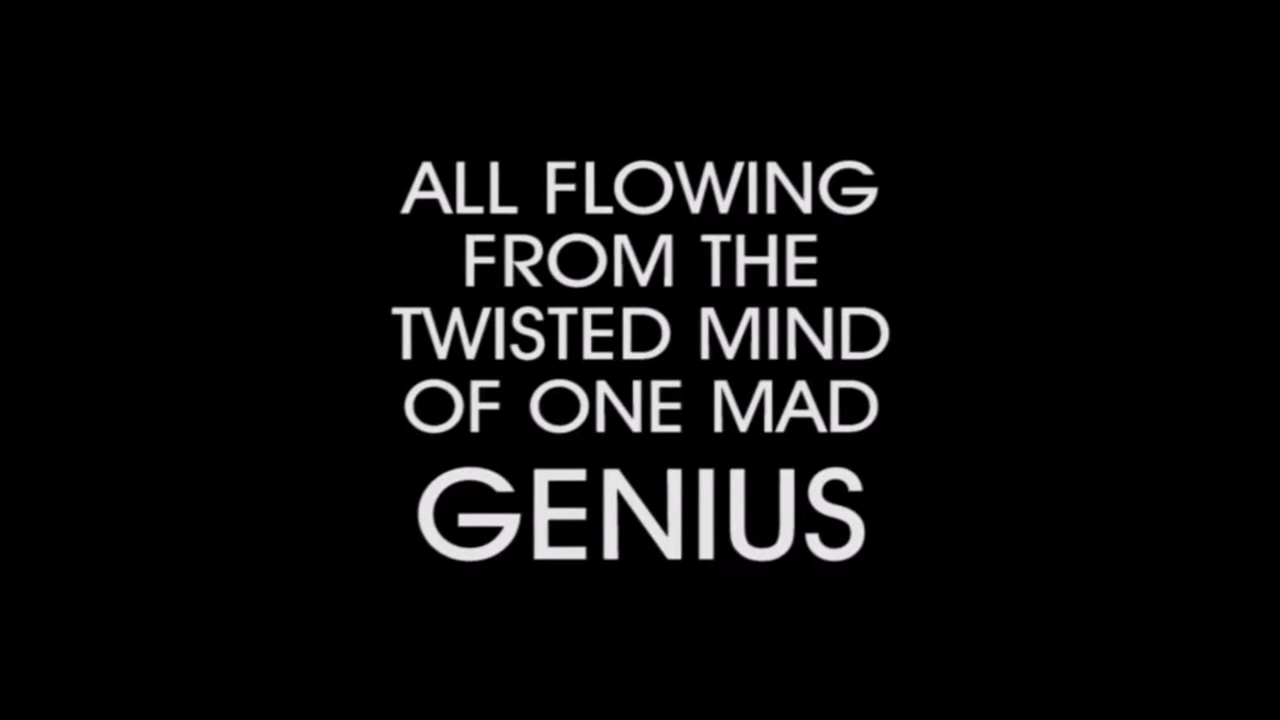 ALL FLOWING
FROM THE
TWISTED MIND
OF ONE MAD
GENIUS